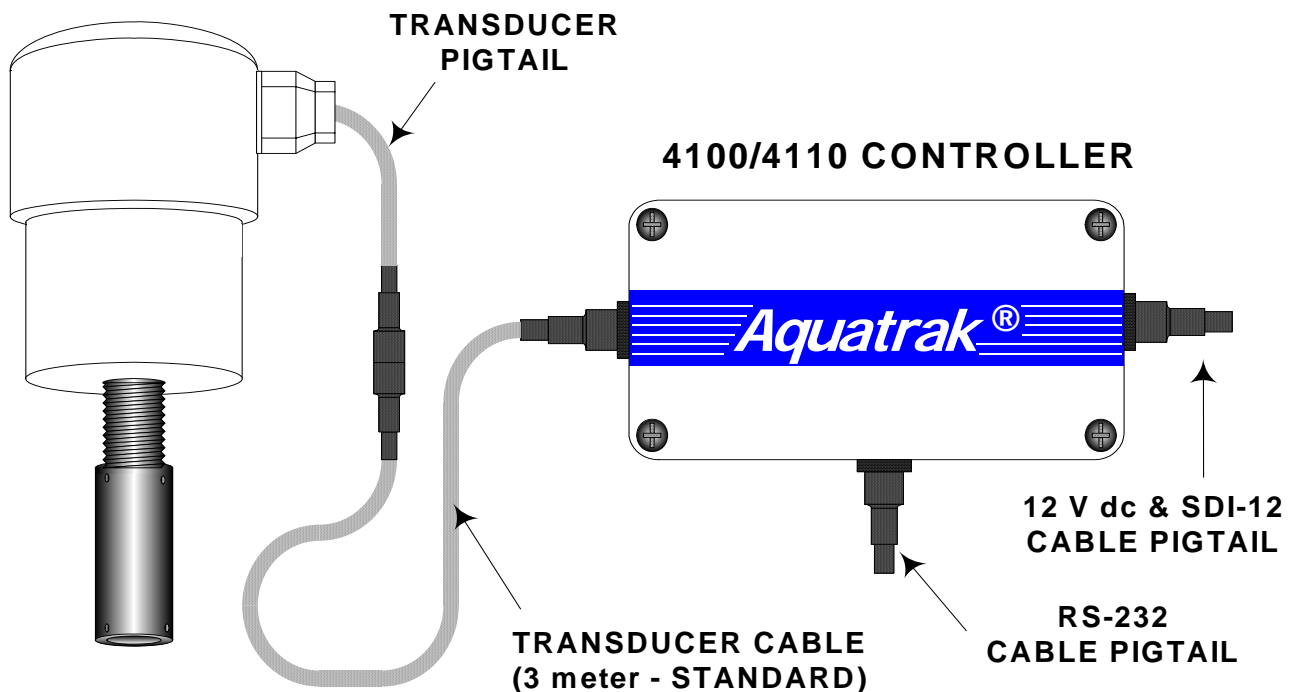 TRANSDUCER
PIGTAIL
4100/4110 CONTROLLER
Aquatrak ®
12 V dc & SDI-12
CABLE PIGTAIL
RS-232
CABLE PIGTAIL
TRANSDUCER CABLE
(3 meter - STANDARD)